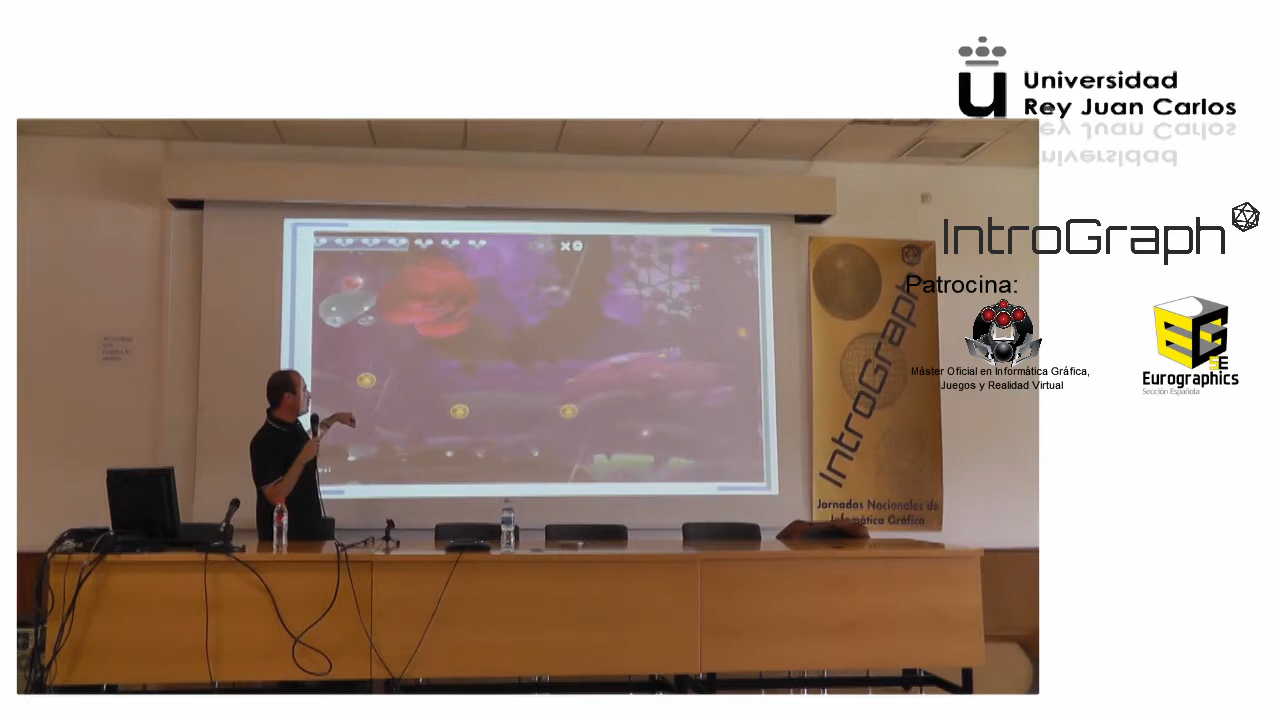 Universidad
Rey Juan Carlos
IntroGraph
Patrocina:
Máster Oficial en Informática Gráfica,
Juegos y Realidad Virtual
Eurographics
Sección Española
IntroGraph
Jornadas Nacionales de
Informática Gráfica